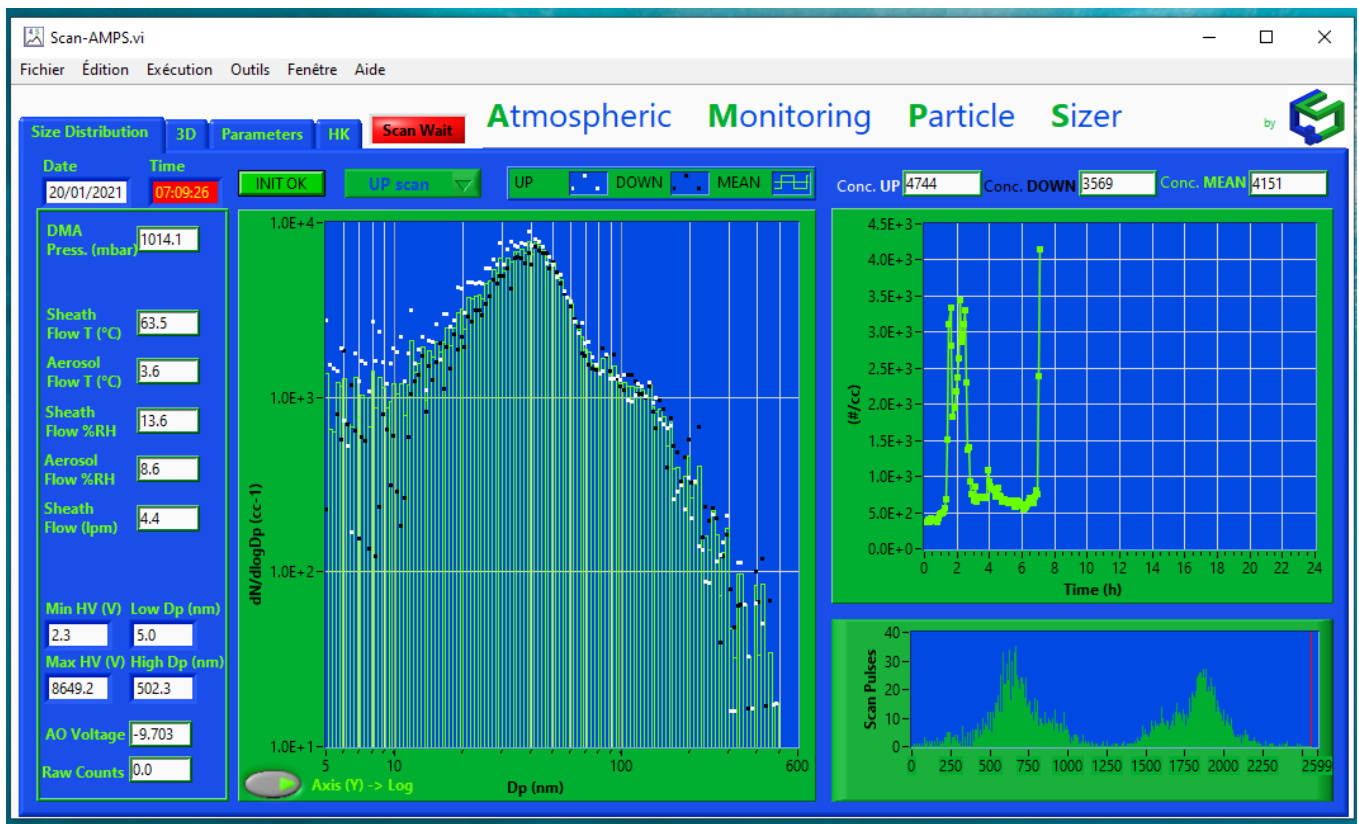 Scan-AMPS.vi
Fichier Édition Exécution Outils Fenêtre Aide
Size Distribution 3D Parameters HK Scan Wait
Atmospheric Monitoring Particle Sizer by
Date Time
20/01/2021 07:09:26
INIT OK UP scan UP DOWN MEAN
Conc. UP 4744 Conc. DOWN 3569 Conc. MEAN 4151
DMA
Press. (mbar) 1014.1
Sheath
Flow T (°C) 63.5
Aerosol
Flow T (°C) 3.6
Sheath
Flow %RH 13.6
Aerosol
Flow %RH 8.6
Sheath
Flow (lpm) 4.4
Min HV (V) Low Dp (nm)
2.3 5.0
Max HV (V) High Dp (nm)
8649.2 502.3
AO Voltage -9.703
Raw Counts 0.0
1.0E+4
1.0E+3
1.0E+2
1.0E+1
dN/dlogDp (cc-1)
5 10 100 600
Axis (Y) -> Log
Dp (nm)
4.5E+3
4.0E+3
3.5E+3
3.0E+3
2.5E+3
2.0E+3
1.5E+3
1.0E+3
5.0E+2
0.0E+0
(#/cc)
0 2 4 6 8 10 12 14 16 18 20 22 24
Time (h)
40
30
20
10
0
Scan Pulses
0 250 500 750 1000 1250 1500 1750 2000 2250 2599